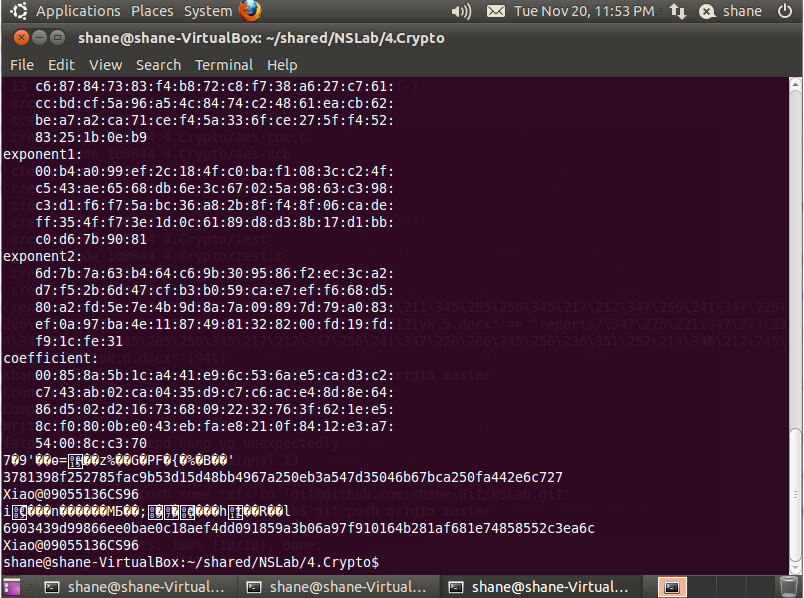 Applications Places System Tue Nov 20, 11:53 PM shane
shane@shane-VirtualBox: ~/shared/NSLab/4.Crypto
File Edit View Search Terminal Help
c6:87:84:73:83:f4:b8:72:c8:f7:38:a6:27:c7:61:
cc:bd:cf:5a:96:a5:4c:84:74:c2:48:61:ea:cb:62:
be:a7:a2:ca:71:ce:f4:5a:33:6f:ce:27:5f:f4:52:
83:25:1b:0e:b9
exponent1:
00:b4:a0:99:ef:2c:18:4f:c0:ba:f1:08:3c:c2:4f:
c5:43:ae:65:68:db:6e:3c:67:02:5a:98:63:c3:98:
c3:d1:f6:f7:5a:bc:36:a8:2b:8f:f4:8f:06:ca:de:
ff:35:4f:f7:3e:1d:0c:61:89:d8:d3:8b:17:d1:bb:
c0:d6:7b:90:81
exponent2:
6d:7b:7a:63:b4:64:c6:9b:30:95:86:f2:ec:3c:a2:
d7:f5:2b:6d:47:cf:b3:b0:59:ca:e7:ef:f6:68:d5:
80:a2:fd:5e:7e:4b:9d:8a:7a:09:89:7d:79:a0:83:
ef:0a:97:ba:4e:11:87:49:81:32:82:00:fd:19:fd:
f9:1c:fe:31
coefficient:
00:85:8a:5b:1c:a4:41:e9:6c:53:6a:e5:ca:d3:c2:
c7:43:ab:02:ca:04:35:d9:c7:c6:ac:e4:8d:8e:64:
86:d5:02:d2:16:73:68:09:22:32:76:3f:62:1e:e5:
8c:f0:80:0b:e0:43:eb:fa:e8:21:0f:84:12:e3:a7:
54:00:8c:c3:70
3781398f252785fac9b53d15d48bb4967a250eb3a547d35046b67bca250fa442e6c727
Xiao@09055136CS96
6903439d99866ee0bae0c18aef4dd091859a3b06a97f910164b281af681e74858552c3ea6c
Xiao@09055136CS96
shane@shane-VirtualBox:~/shared/NSLab/4.Crypto$
shane@shane-Virtual... shane@shane-Virtual... shane@shane-Virtual...